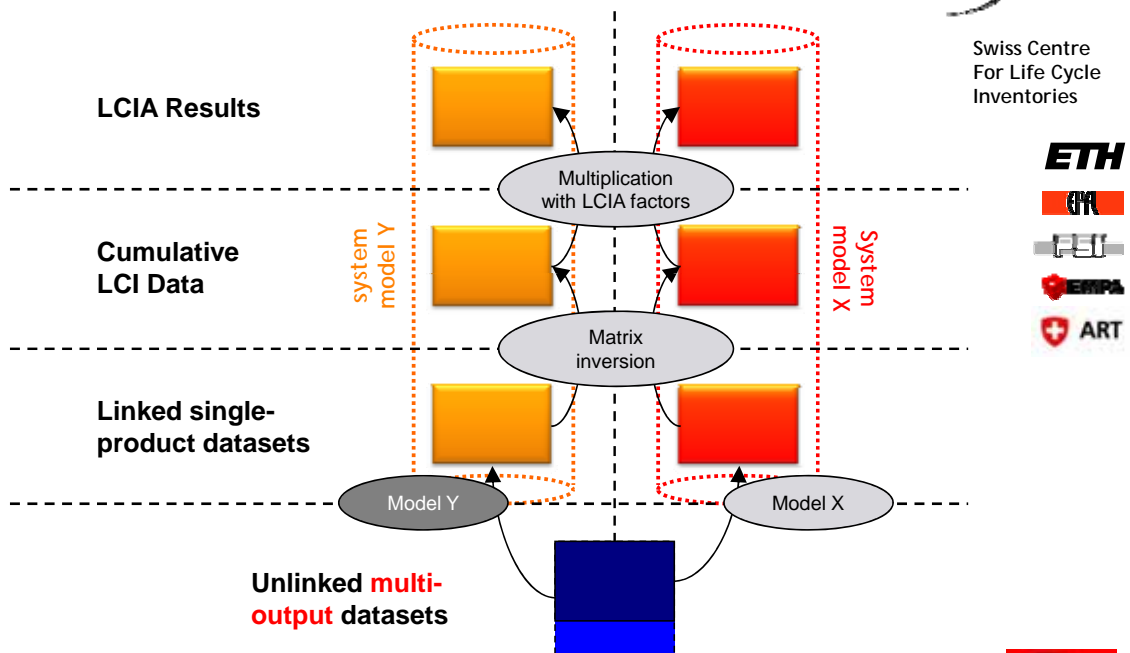 Swiss Centre
For Life Cycle
Inventories
LCIA Results
Multiplication
with LCIA factors
ETH
system
model Y
System
model X
Cumulative
LCI Data
PSI
EMPA
ART
Matrix
inversion
Linked single-
product datasets
Model Y
Model X
Unlinked multi-
output datasets